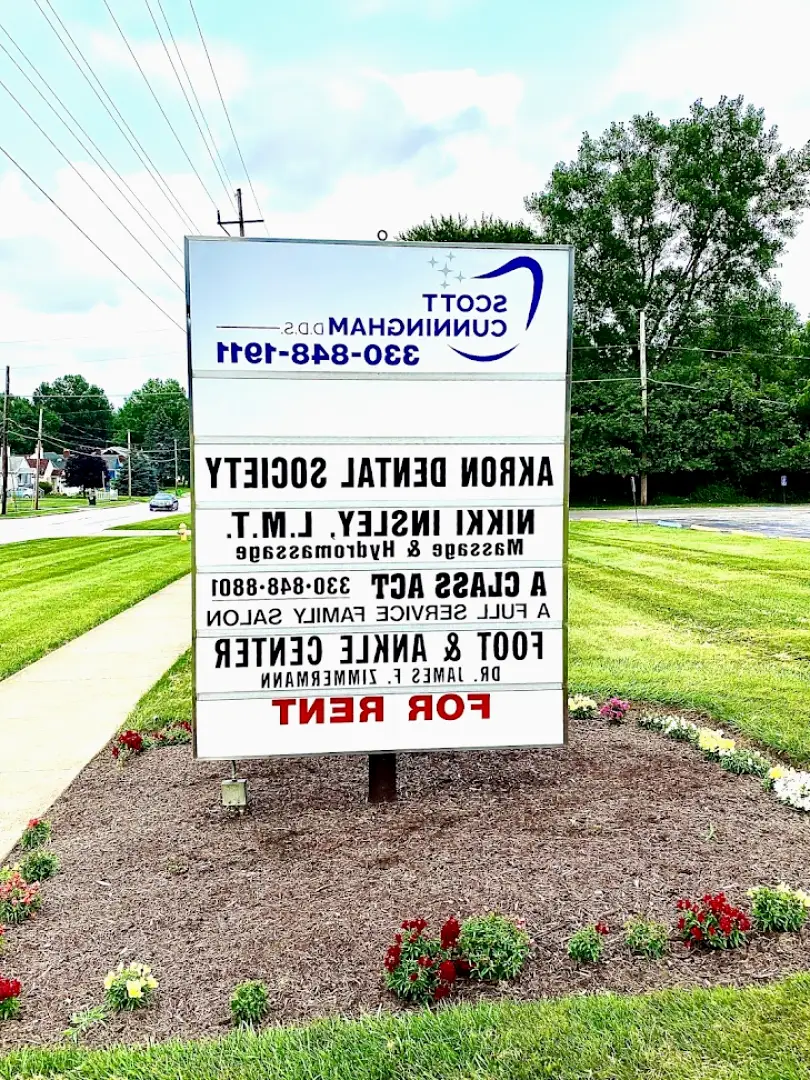 SCOTT
CUNNINGHAM D.D.S.
330-848-1911
AKRON DENTAL SOCIETY
NIKKI INSLEY, L.M.T.
Massage & Hydromassage
A CLASS ACT 330·848·8801
A FULL SERVICE FAMILY SALON
FOOT & ANKLE CENTER
DR. JAMES F. ZIMMERMANN
FOR RENT